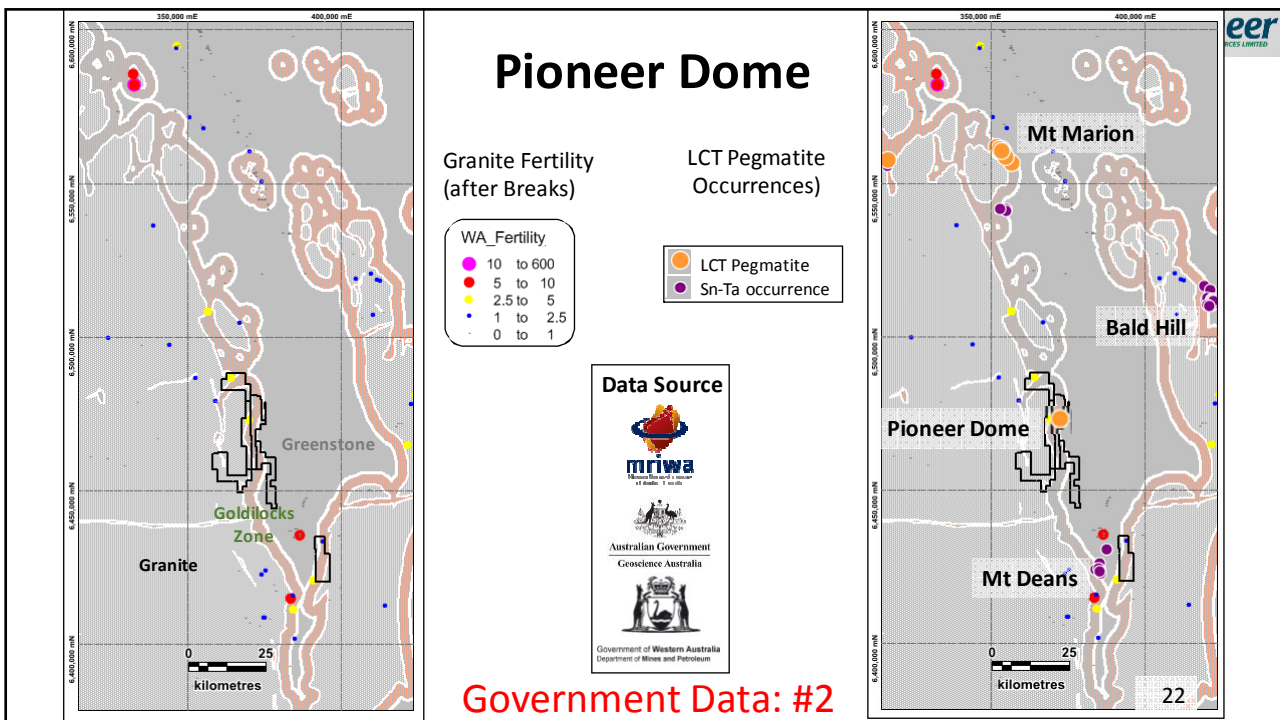 350,000 mE
400,000 mE
6,600,000 mN
6,550,000 mN
6,500,000 mN
6,450,000 mN
6,400,000 mN
Greenstone
Goldilocks
Zone
Granite
0 25
kilometres
Pioneer Dome
Granite Fertility
(after Breaks)
WA_Fertility
10 to 600
5 to 10
2.5 to 5
1 to 2.5
0 to 1
LCT Pegmatite
Occurrences)
LCT Pegmatite
Sn-Ta occurrence
Data Source
mriwa
Australian Government
Geoscience Australia
Government of Western Australia
Department of Mines and Petroleum
Government Data: #2
350,000 mE
400,000 mE
6,600,000 mN
6,550,000 mN
6,500,000 mN
6,450,000 mN
6,400,000 mN
Mt Marion
Bald Hill
Pioneer Dome
Mt Deans
0 25
kilometres
22
eer
RCES LIMITED